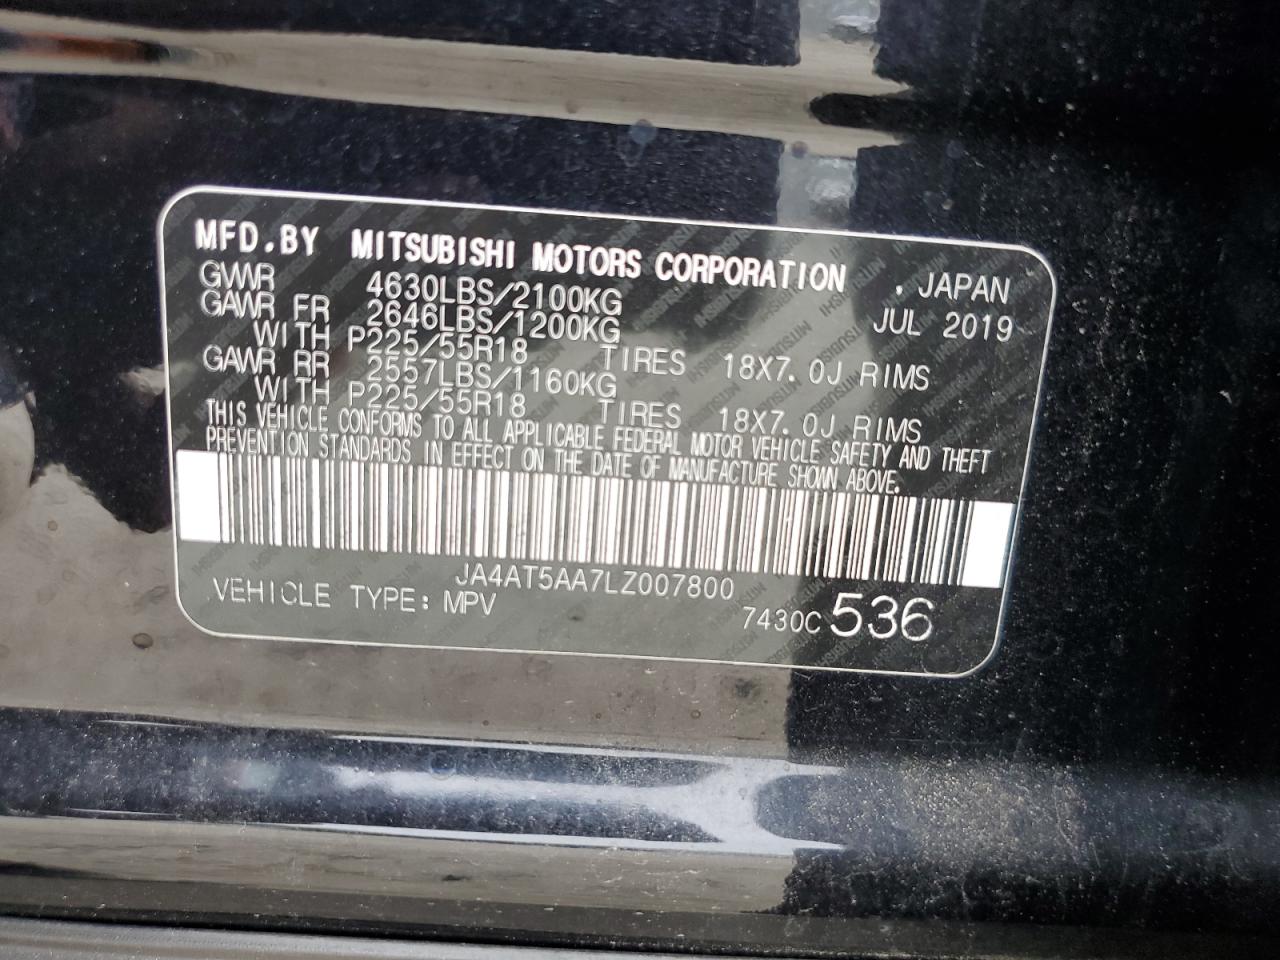 MFD.BY MITSUBISHI MOTORS CORPORATION , JAPAN
GVWR 4630LBS/2100KG JUL 2019
GAWR FR 2646LBS/1200KG
WITH P225/55R18 TIRES 18X7.0J RIMS
GAWR RR 2557LBS/1160KG
WITH P225/55R18 TIRES 18X7.0J RIMS
THIS VEHICLE CONFORMS TO ALL APPLICABLE FEDERAL MOTOR VEHICLE SAFETY AND THEFT
PREVENTION STANDARDS IN EFFECT ON THE DATE OF MANUFACTURE SHOWN ABOVE.
JA4AT5AA7LZ007800
VEHICLE TYPE: MPV 7430C 536